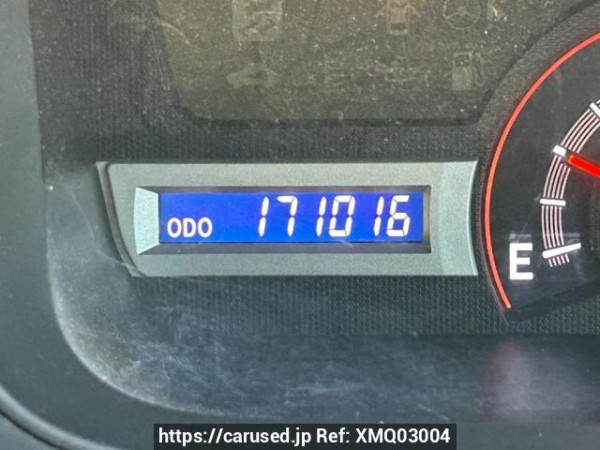 ODO 171016
E
https://carused.jp Ref: XMQ03004